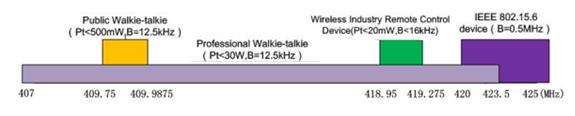 Public Walkie-talkie
( Pt<500mW,B=12.5kHz )
Professional Walkie-talkie
( Pt<30W,B=12.5kHz )
Wireless Industry Remote Control
Device(Pt<20mW,B<16kHz)
IEEE 802.15.6
device ( B=0.5MHz )
407 409.75 409.9875 418.95 419.275 420 423.5 425(MHz)